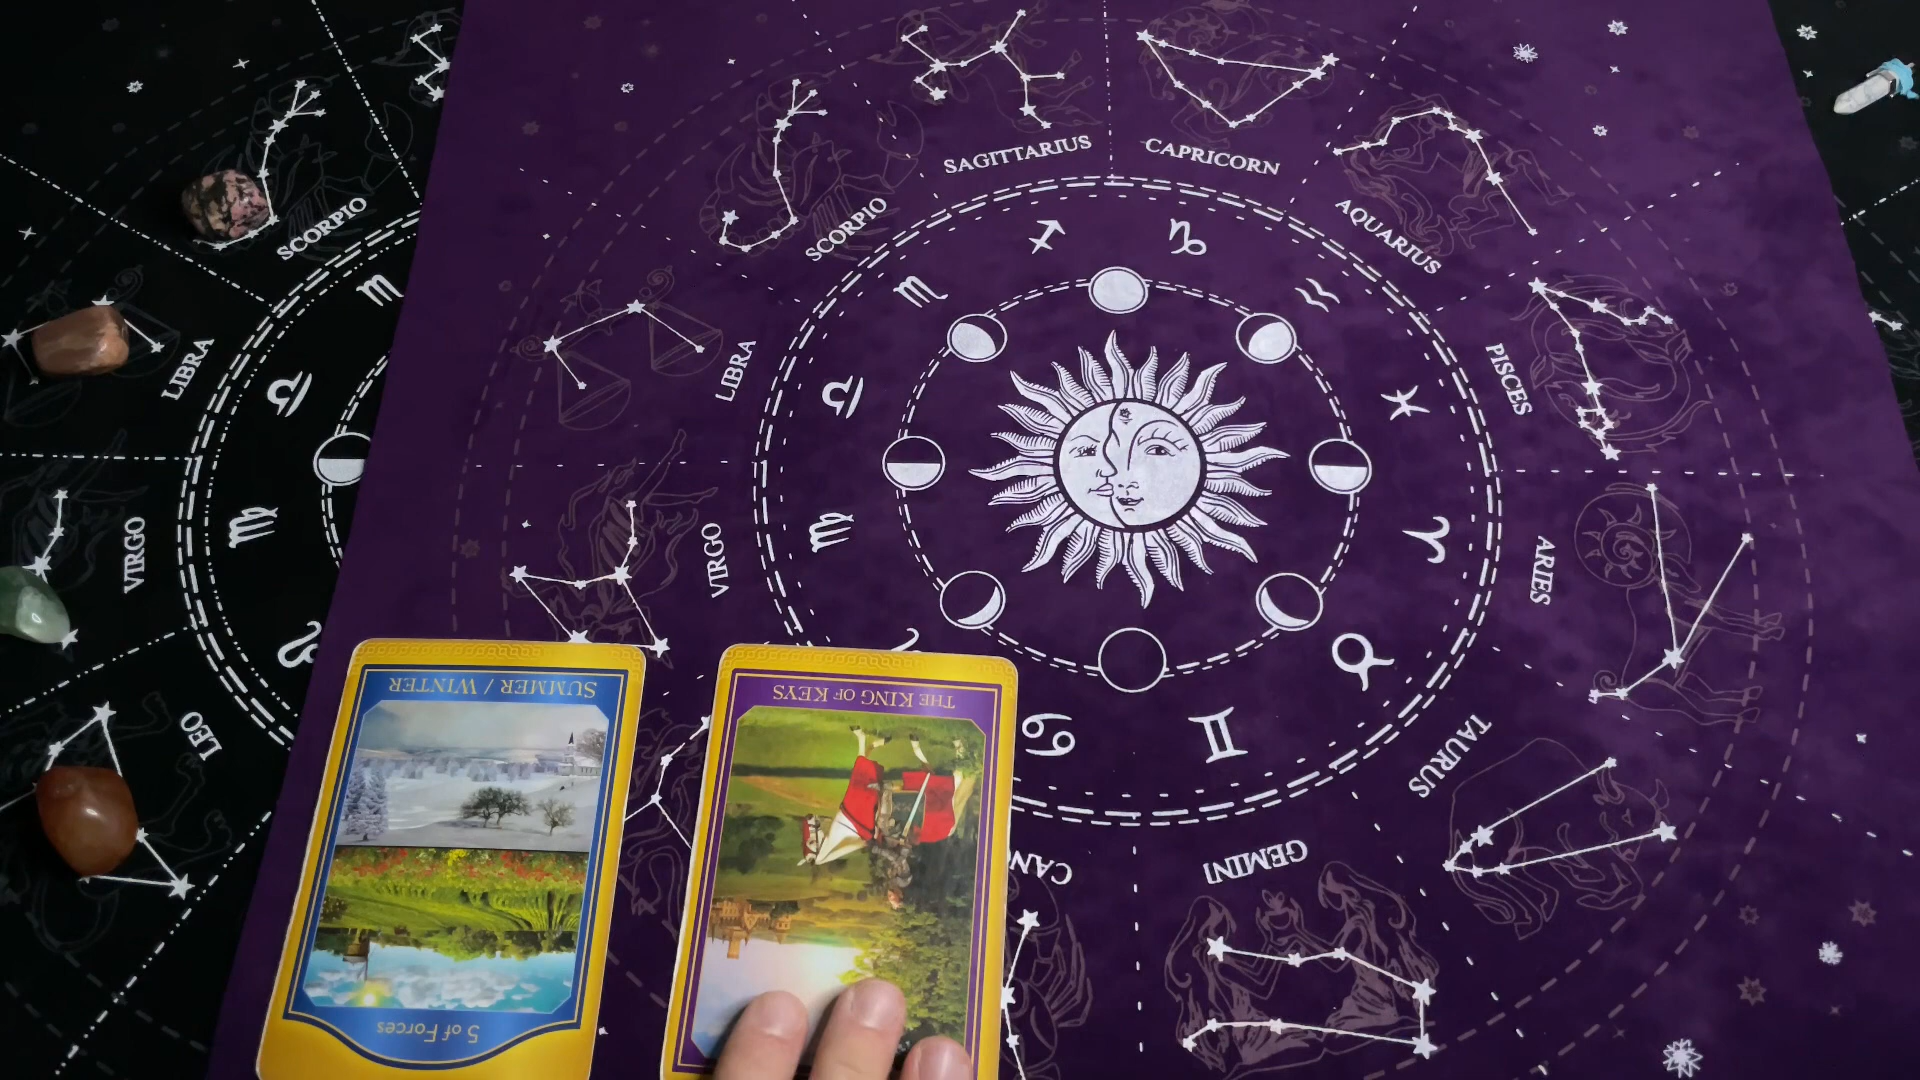 SAGITTARIUS
CAPRICORN
SCORPIO
SCORPIO
AQUARIUS
LIBRA
LIBRA
PISCES
VIRGO
VIRGO
ARIES
LEO
TAURUS
GEMINI
CANC
SUMMER / WINTER
5 of Forces
THE KING OF KEYS